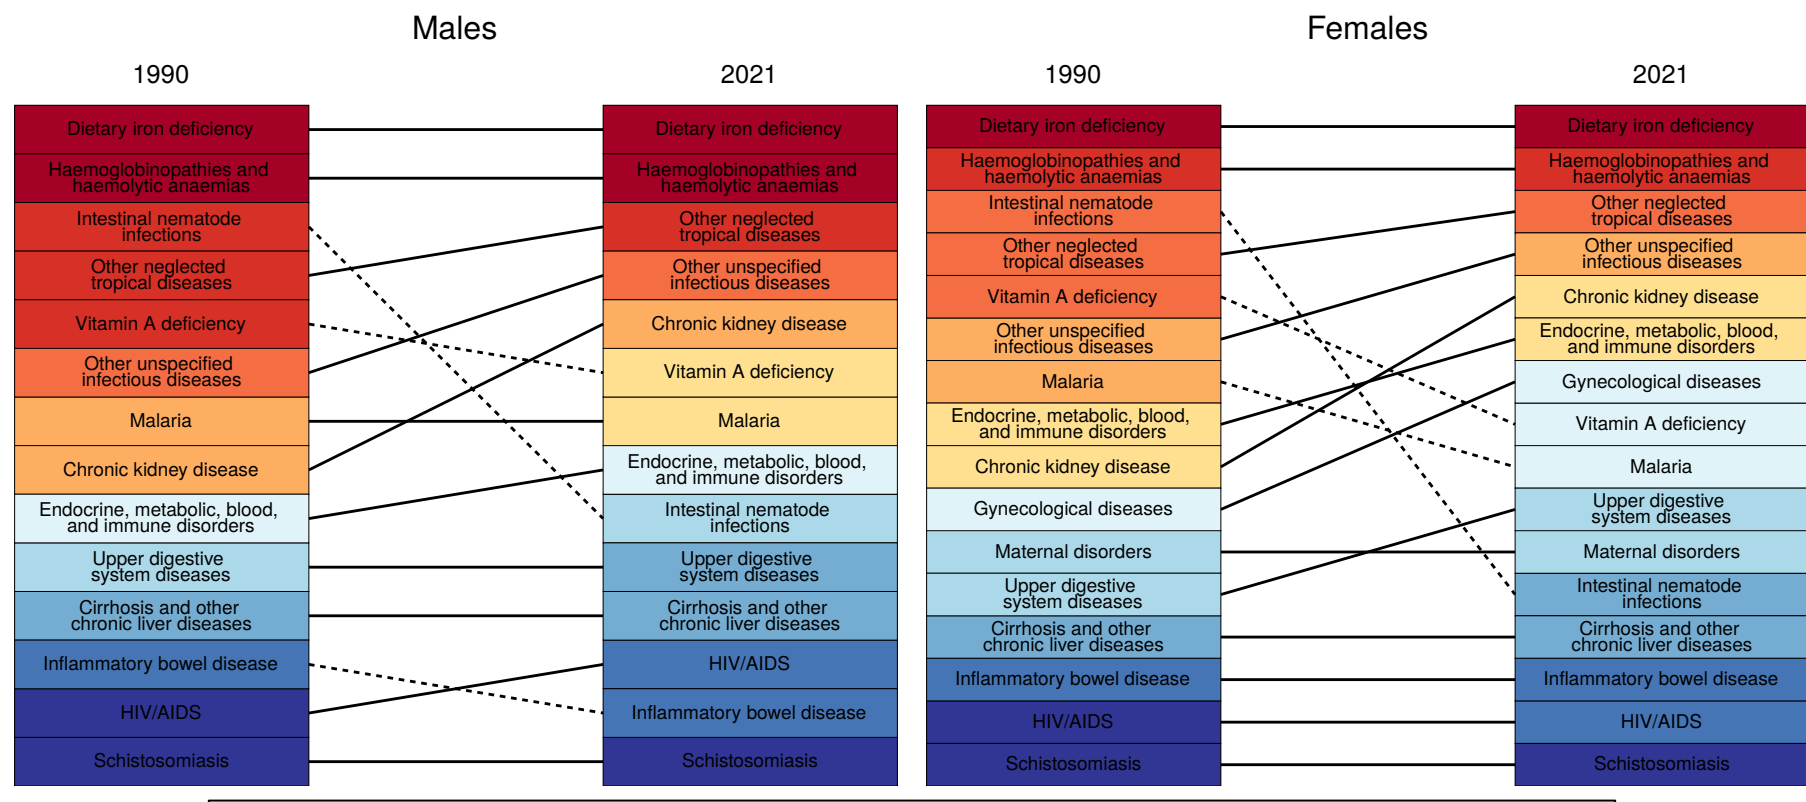 Males
1990
2021
Dietary iron deficiency
Haemoglobinopathies and
haemolytic anaemias
Intestinal nematode
infections
Other neglected
tropical diseases
Vitamin A deficiency
Other unspecified
infectious diseases
Malaria
Chronic kidney disease
Endocrine, metabolic, blood,
and immune disorders
Upper digestive
system diseases
Cirrhosis and other
chronic liver diseases
Inflammatory bowel disease
HIV/AIDS
Schistosomiasis
Dietary iron deficiency
Haemoglobinopathies and
haemolytic anaemias
Other neglected
tropical diseases
Other unspecified
infectious diseases
Chronic kidney disease
Vitamin A deficiency
Malaria
Endocrine, metabolic, blood,
and immune disorders
Intestinal nematode
infections
Upper digestive
system diseases
Cirrhosis and other
chronic liver diseases
HIV/AIDS
Inflammatory bowel disease
Schistosomiasis
Females
1990
2021
Dietary iron deficiency
Haemoglobinopathies and
haemolytic anaemias
Intestinal nematode
infections
Other neglected
tropical diseases
Vitamin A deficiency
Other unspecified
infectious diseases
Malaria
Endocrine, metabolic, blood,
and immune disorders
Chronic kidney disease
Gynecological diseases
Maternal disorders
Upper digestive
system diseases
Cirrhosis and other
chronic liver diseases
Inflammatory bowel disease
HIV/AIDS
Schistosomiasis
Dietary iron deficiency
Haemoglobinopathies and
haemolytic anaemias
Other neglected
tropical diseases
Other unspecified
infectious diseases
Chronic kidney disease
Endocrine, metabolic, blood,
and immune disorders
Gynecological diseases
Vitamin A deficiency
Malaria
Upper digestive
system diseases
Maternal disorders
Intestinal nematode
infections
Cirrhosis and other
chronic liver diseases
Inflammatory bowel disease
HIV/AIDS
Schistosomiasis